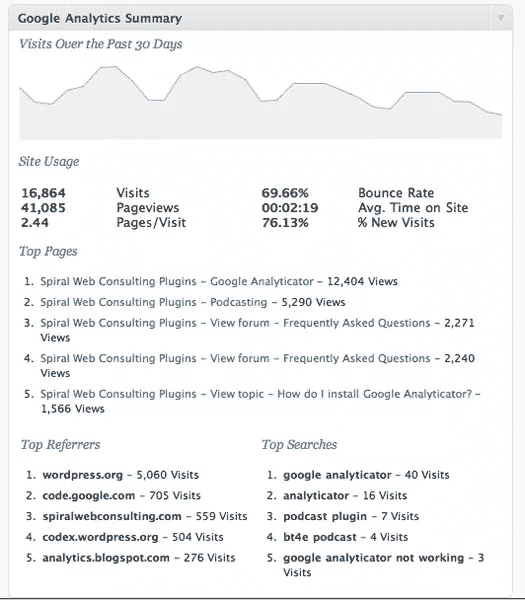 Google Analytics Summary
Visits Over the Past 30 Days
Site Usage
16,864 Visits 69.66% Bounce Rate
41,085 Pageviews 00:02:19 Avg. Time on Site
2.44 Pages/Visit 76.13% % New Visits
Top Pages
1. Spiral Web Consulting Plugins – Google Analyticator – 12,404 Views
2. Spiral Web Consulting Plugins – Podcasting – 5,290 Views
3. Spiral Web Consulting Plugins – View forum – Frequently Asked Questions – 2,271
Views
4. Spiral Web Consulting Plugins – View forum – Frequently Asked Questions – 2,240
Views
5. Spiral Web Consulting Plugins – View topic – How do I install Google Analyticator? –
1,566 Views
Top Referrers
1. wordpress.org – 5,060 Visits
2. code.google.com – 705 Visits
3. spiralwebconsulting.com – 559 Visits
4. codex.wordpress.org – 504 Visits
5. analytics.blogspot.com – 276 Visits
Top Searches
1. google analyticator – 40 Visits
2. analyticator – 16 Visits
3. podcast plugin – 7 Visits
4. bt4e podcast – 4 Visits
5. google analyticator not working – 3
Visits